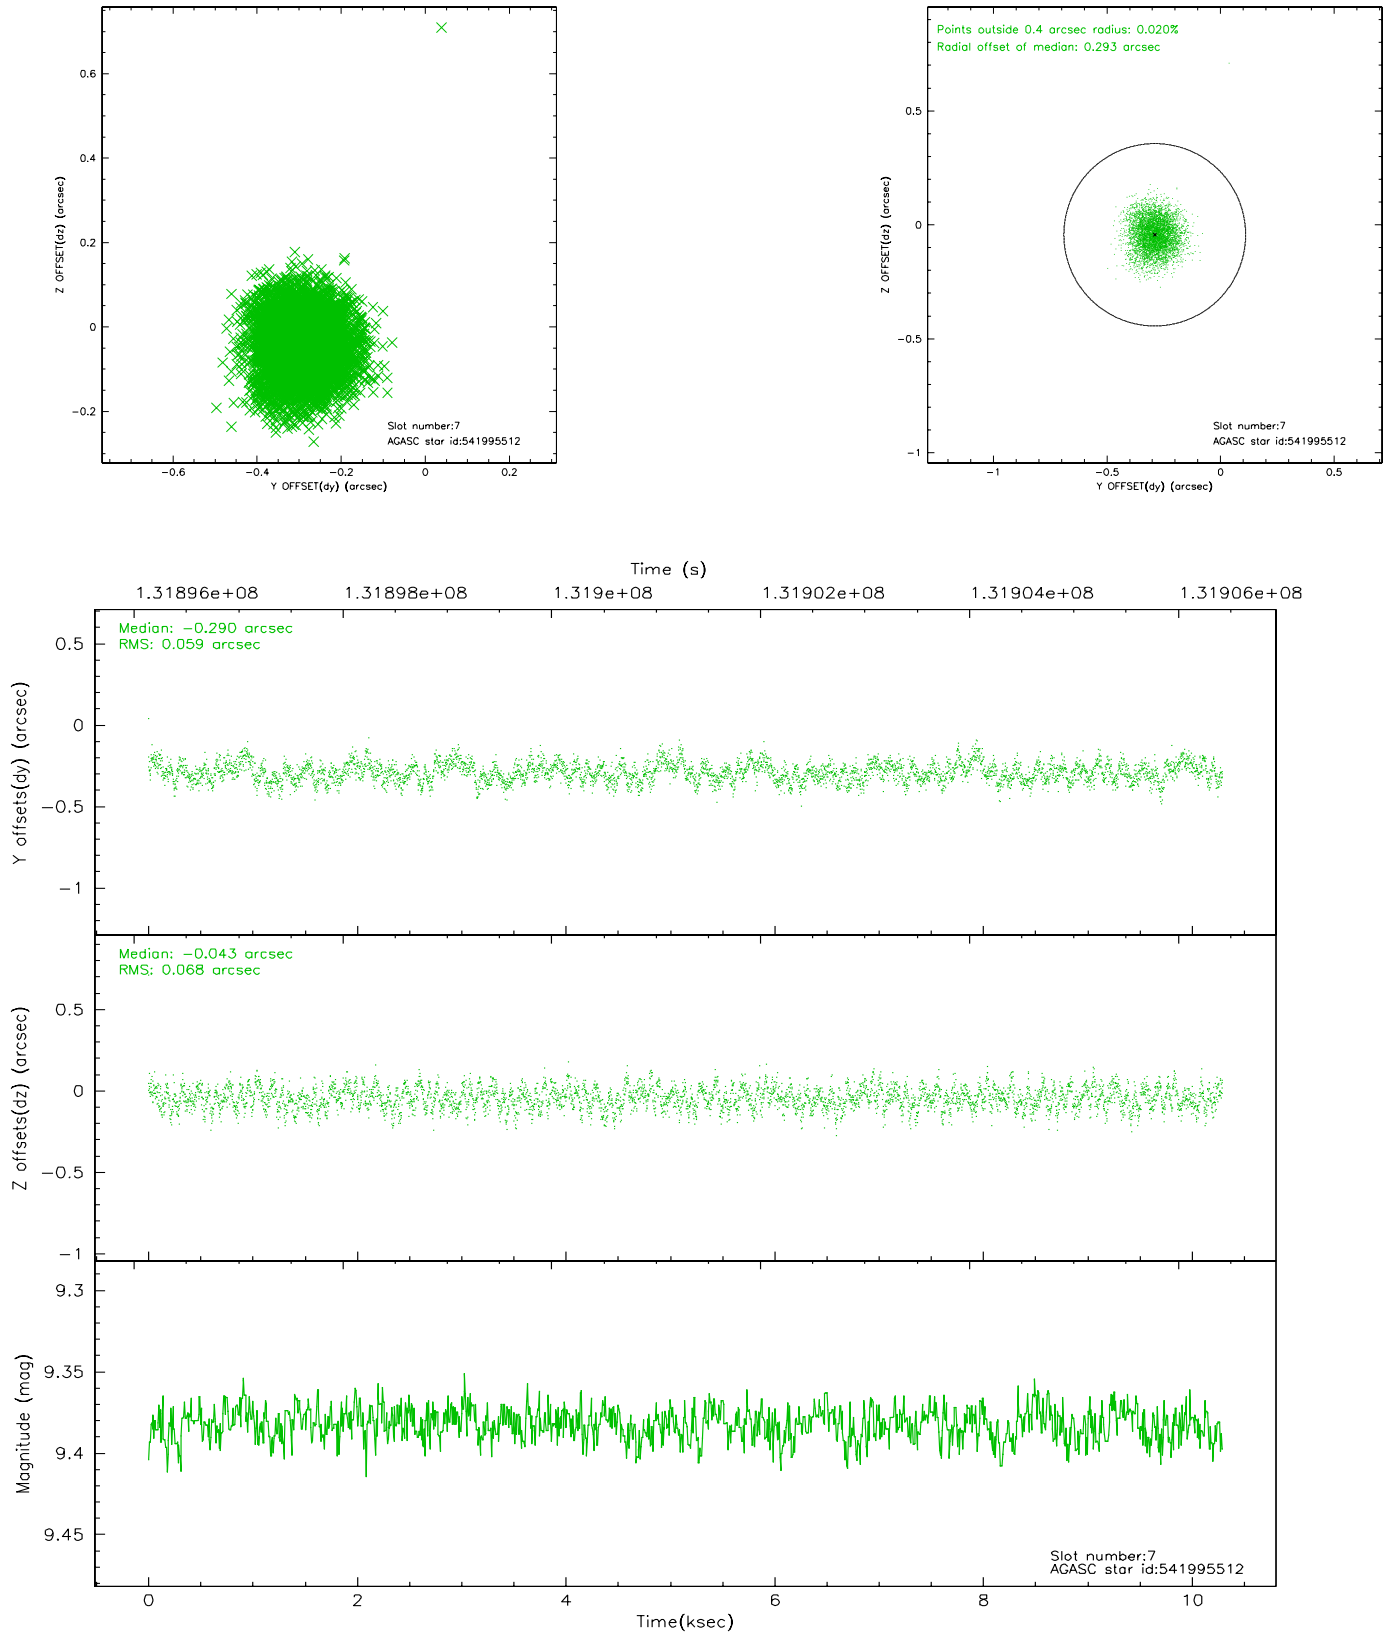 0.6
0.4
0.2
0
−0.2
Z OFFSET(dz) (arcsec)
Slot number:7
AGASC star id:541995512
−0.6 −0.4 −0.2 0 0.2
Y OFFSET(dy) (arcsec)
Points outside 0.4 arcsec radius: 0.020%
Radial offset of median: 0.293 arcsec
0.5
0
−0.5
−1
Z OFFSET(dz) (arcsec)
Slot number:7
AGASC star id:541995512
−1 −0.5 0 0.5
Y OFFSET(dy) (arcsec)
Time (s)
1.31896e+08 1.31898e+08 1.319e+08 1.31902e+08 1.31904e+08 1.31906e+08
Median: −0.290 arcsec
RMS: 0.059 arcsec
0.5
0
−0.5
−1
Y offsets(dy) (arcsec)
Median: −0.043 arcsec
RMS: 0.068 arcsec
0.5
0
−0.5
−1
Z offsets(dz) (arcsec)
9.3
9.35
9.4
9.45
Magnitude (mag)
Slot number:7
AGASC star id:541995512
0 2 4 6 8 10
Time(ksec)